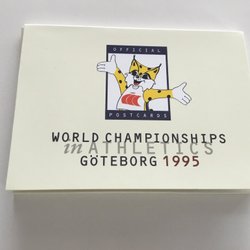 OFFICIAL
POSTCARDS
WORLD CHAMPIONSHIPS
in ATHLETICS
GÖTEBORG 1995